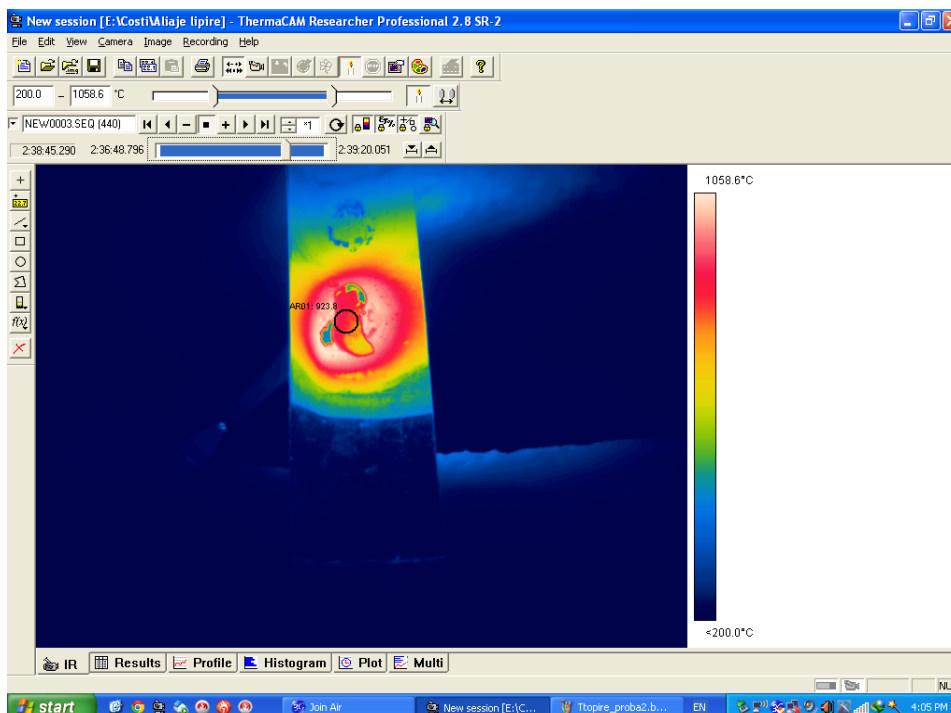 New session [E:\Costi\Aliaje lipire] - ThermaCAM Researcher Professional 2.8 SR-2
File Edit View Camera Image Recording Help
200.0 – 1058.6 °C
NEW0003.SEQ (440) *1
2:38:45.290 2:36:48.796 2:39:20.051
1058.6°C
AR01: 923.8
f(x)
<200.0°C
IR Results Profile Histogram Plot Multi
NU
start Join Air New session [E:\C... Ttopire_proba2.b... EN 4:05 PM